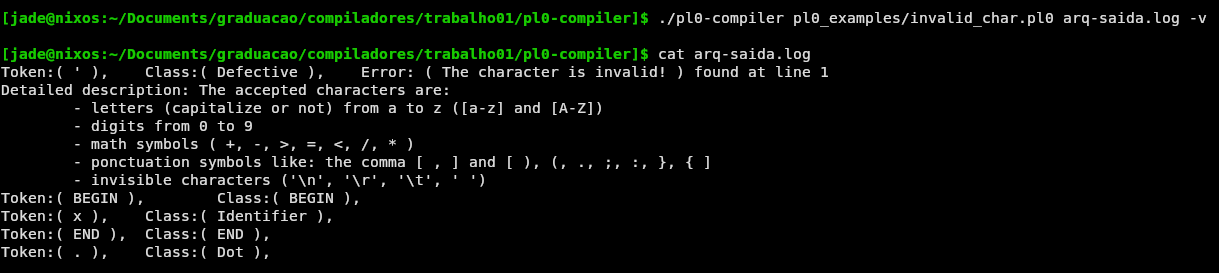 [jade@nixos:~/Documents/graduacao/compiladores/trabalho01/pl0-compiler]$ ./pl0-compiler pl0_examples/invalid_char.pl0 arq-saida.log -v
[jade@nixos:~/Documents/graduacao/compiladores/trabalho01/pl0-compiler]$ cat arq-saida.log
Token:( ' ),    Class:( Defective ),    Error: ( The character is invalid! ) found at line 1
Detailed description: The accepted characters are:
        - letters (capitalize or not) from a to z ([a-z] and [A-Z])
        - digits from 0 to 9
        - math symbols ( +, -, >, =, <, /, * )
        - ponctuation symbols like: the comma [ , ] and [ ), (, ., ;, :, }, { ]
        - invisible characters ('\n', '\r', '\t', ' ')
Token:( BEGIN ),        Class:( BEGIN ),
Token:( x ),    Class:( Identifier ),
Token:( END ),  Class:( END ),
Token:( . ),    Class:( Dot ),